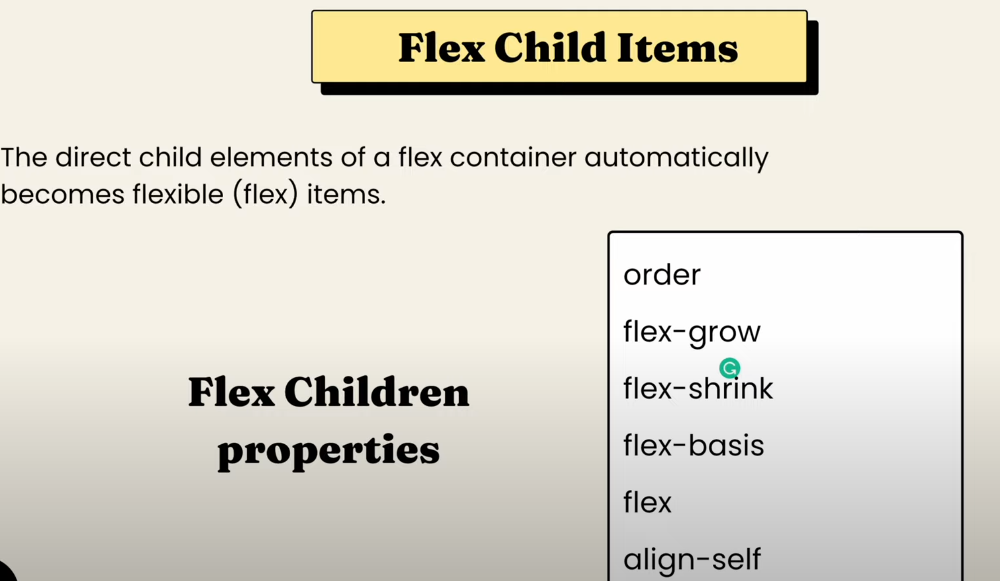 Flex Child Items
The direct child elements of a flex container automatically
becomes flexible (flex) items.
Flex Children
properties
order
flex-grow
flex-shrink
flex-basis
flex
align-self